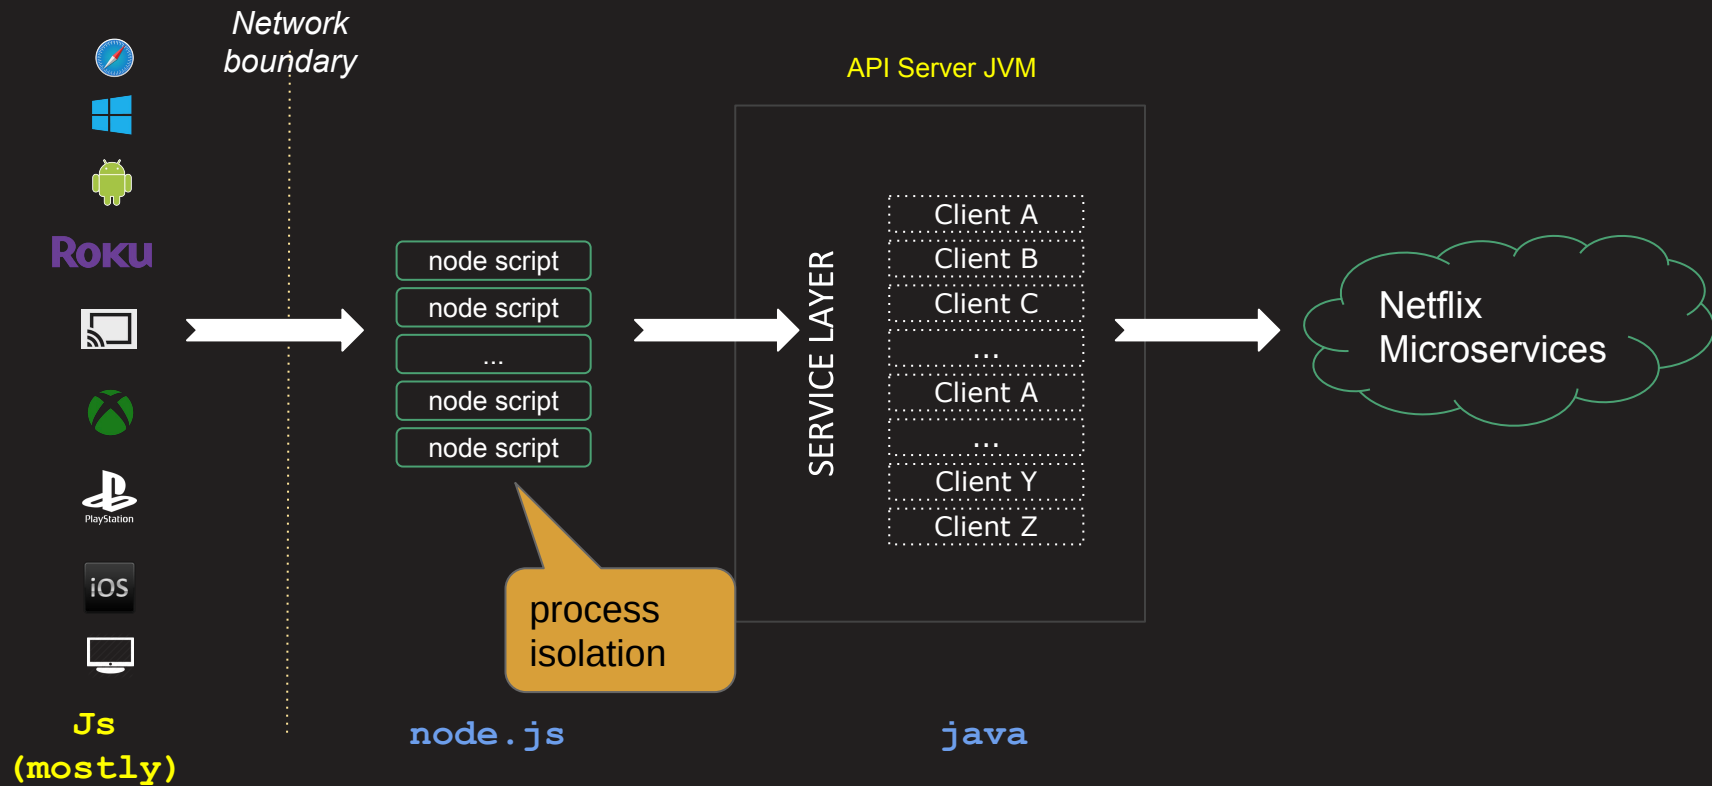 Network
boundary
API Server JVM
ROKU
PlayStation
iOS
Js
(mostly)
node script
node script
...
node script
node script
process
isolation
node.js
SERVICE LAYER
Client A
Client B
Client C
...
Client A
...
Client Y
Client Z
java
Netflix
Microservices